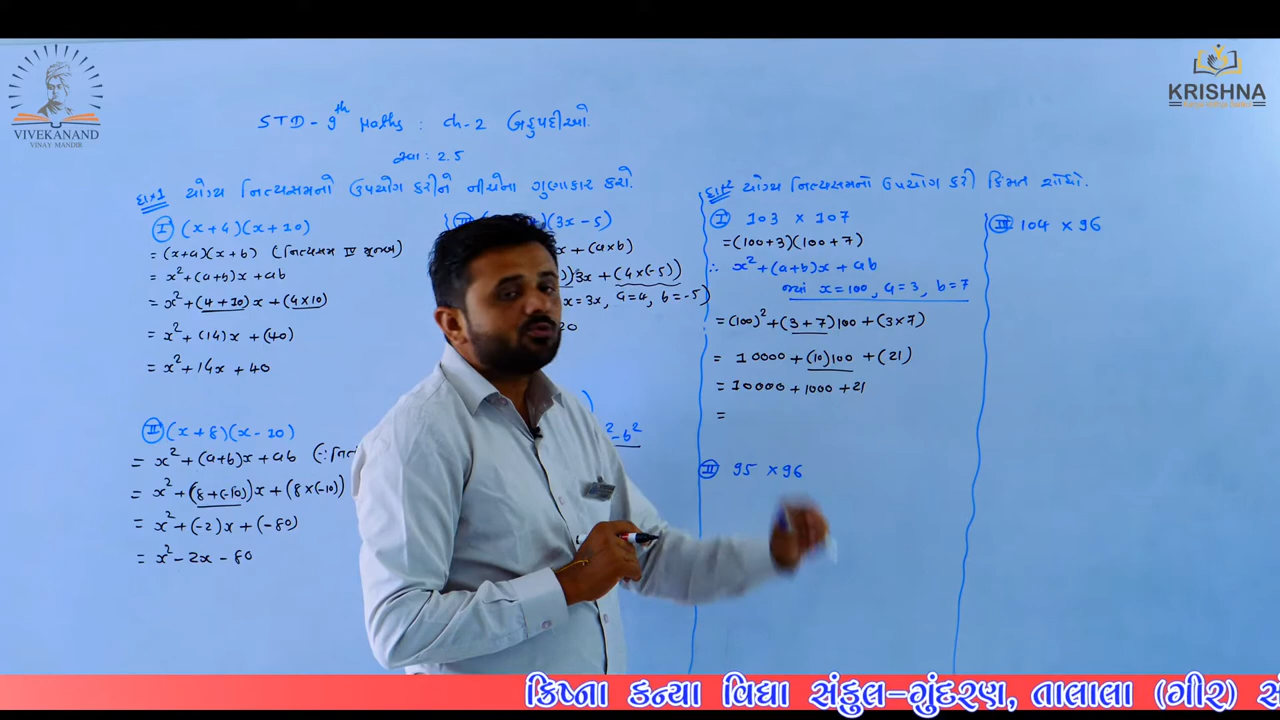 VIVEKANAND
VINAY MANDIR
KRISHNA
STD - 9th Maths : ch-2 બહુપદીઓ
સ્વા : 2.5
દા*1 યોગ્ય નિત્યસમનો ઉપયોગ કરીને નીચેના ગુણાકાર કરો.
I (x+4)(x+10)
= (x+a)(x+b) (નિત્યસમ IV મુજબ)
= x²+(a+b)x+ab
= x²+(4+10)x+(4×10)
= x²+(14)x+(40)
= x²+14x+40
II (x+8)(x-10)
= x²+(a+b)x+ab (∵નિત
= x²+(8+(-10))x+(8×(-10))
= x²+(-2)x+(-80)
= x²-2x-80
III (3x-5)
x + (a×b)
)3x + (4×(-5))
x=3x, a=4, b=-5)
20
)
²-b²
દા*2 યોગ્ય નિત્યસમનો ઉપયોગ કરી કિંમત શોધો.
I 103 × 107
= (100+3)(100+7)
∴ x²+(a+b)x+ab
જ્યાં x=100, a=3, b=7
= (100)²+(3+7)100+(3×7)
= 10000+(10)100+(21)
= 10000+1000+21
=
II 95 × 96
III 104 × 96
ક્રિષ્ના કન્યા વિદ્યા સંકુલ-ગુંદરણ, તાલાલા (ગીર) સં